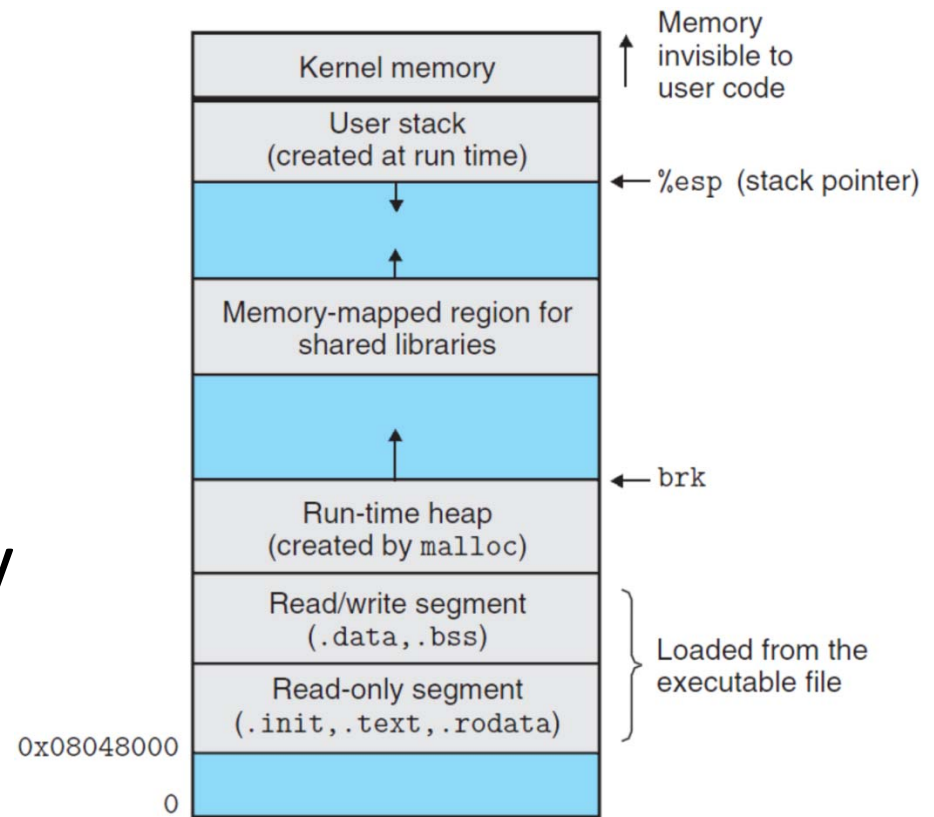 Memory
invisible to
user code
Kernel memory
User stack
(created at run time)
%esp (stack pointer)
Memory-mapped region for
shared libraries
brk
Run-time heap
(created by malloc)
Read/write segment
(.data,.bss)
Loaded from the
executable file
Read-only segment
(.init,.text,.rodata)
0x08048000
0